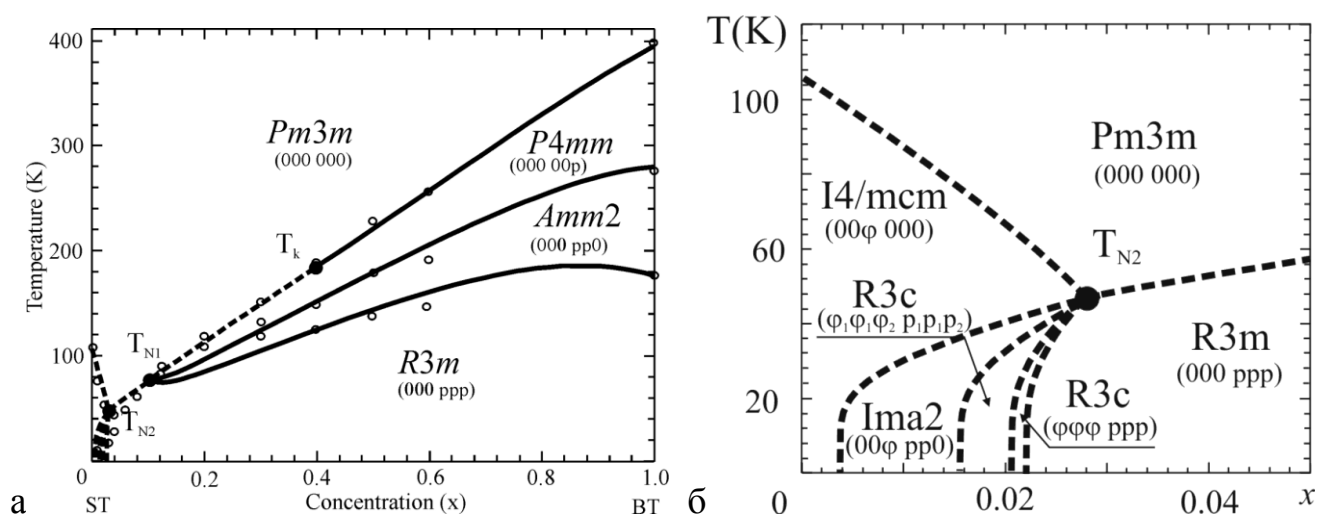 400
300
200
100
0
Temperature (K)
Pm3m
(000 000)
P4mm
(000 00p)
Amm2
(000 pp0)
T_k
T_N1
R3m
(000 ppp)
T_N2
0.2 0.4 0.6 0.8 1.0
ST Concentration (x) BT
а
T(K)
100
60
20
0
Pm3m
(000 000)
I4/mcm
(00φ 000)
T_N2
R3c
(φ₁φ₁φ₂ p₁p₁p₂)
R3m
(000 ppp)
R3c
(φφφ ppp)
Ima2
(00φ pp0)
0.02 0.04 x
б